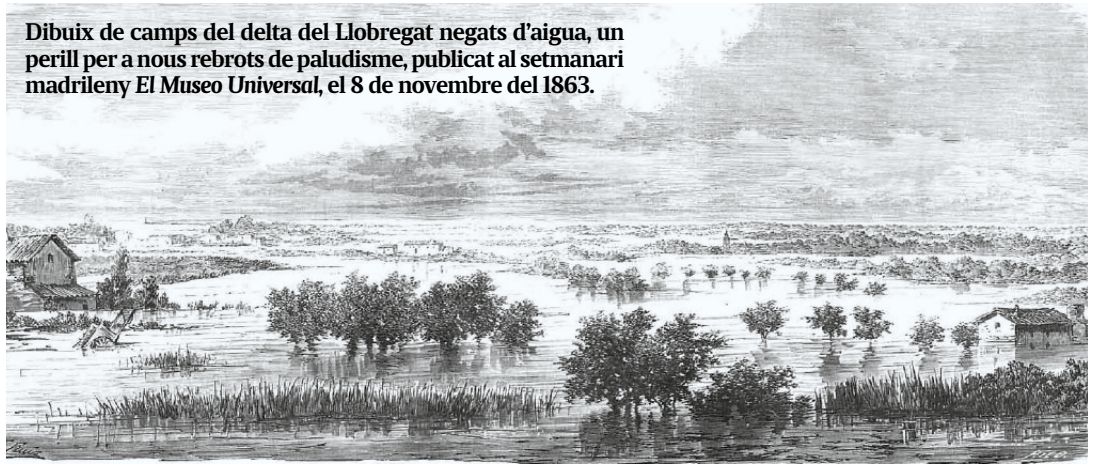 Dibuix de camps del delta del Llobregat negats d’aigua, un
perill per a nous rebrots de paludisme, publicat al setmanari
madrileny El Museo Universal, el 8 de novembre del 1863.
RICO.